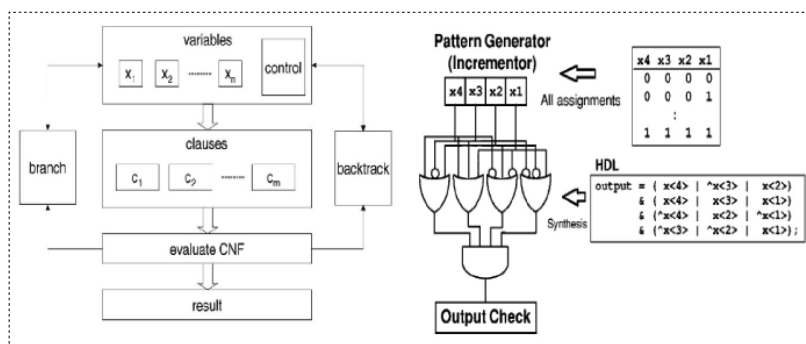 variables
x1 x2 ........ xn
control
clauses
c1 c2 ........ cm
branch
backtrack
evaluate CNF
result
Pattern Generator
(Incrementor)
x4 x3 x2 x1
All assignments
x4 x3 x2 x1
0 0 0 0
0 0 0 1
:
1 1 1 1
HDL
output = ( x<4> | ^x<3> | x<2>)
& ( x<4> | x<3> | x<1>)
& (^x<4> | x<2> | ^x<1>)
& (^x<3> | ^x<2> | x<1>);
Synthesis
Output Check